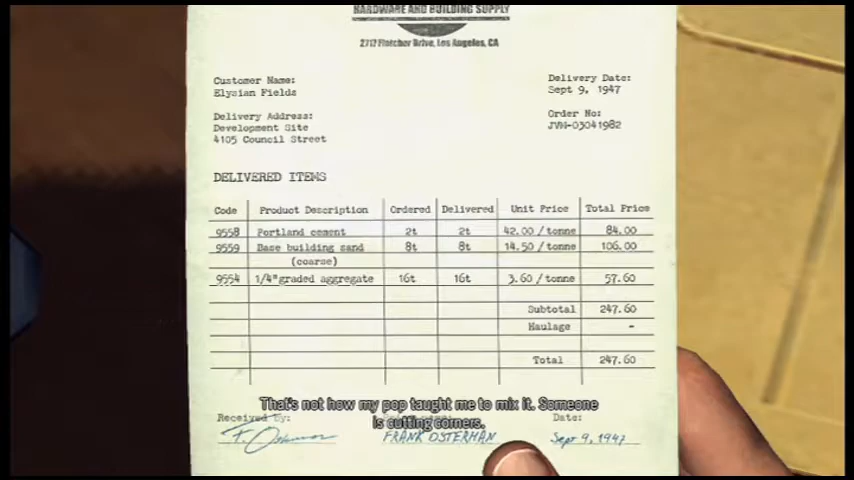 HARDWARE AND BUILDING SUPPLY
2717 Fletcher Drive, Los Angeles, CA
Customer Name:
Elysian Fields
Delivery Date:
Sept 9, 1947
Delivery Address:
Development Site
4105 Council Street
Order No:
JVH-03041982
DELIVERED ITEMS
Code Product Description Ordered Delivered Unit Price Total Price
9558 Portland cement 2t 2t 42.00/tonne 84.00
9559 Base building sand 8t 8t 14.50/tonne 106.00
(coarse)
9554 1/4" graded aggregate 16t 16t 3.60/tonne 57.60
Subtotal 247.60
Haulage -
Total 247.60
That's not how my pop taught me to mix it. Someone
is cutting corners.
Received By: Date:
FRANK OSTERMAN Sept 9, 1947